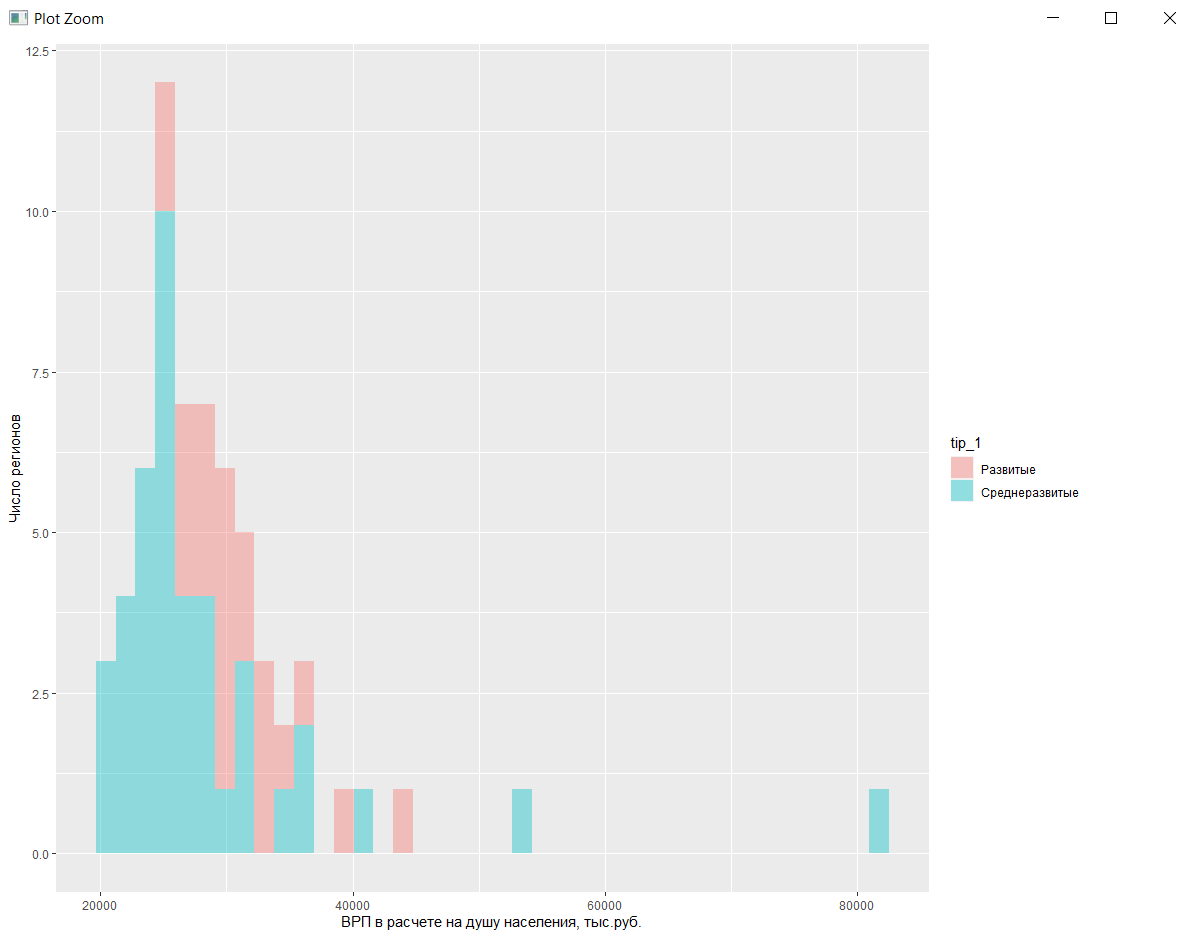 Plot Zoom
12.5
10.0
7.5
5.0
2.5
0.0
Число регионов
20000 40000 60000 80000
ВРП в расчете на душу населения, тыс.руб.
tip_1
Развитые
Среднеразвитые